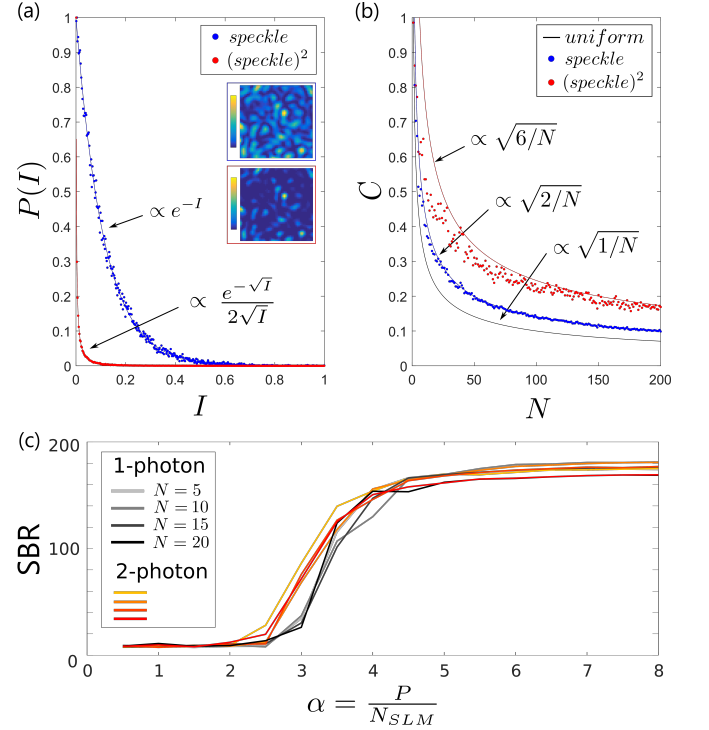 (a)
1
0.9
0.8
0.7
0.6
0.5
0.4
0.3
0.2
0.1
0
P(I)
speckle
(speckle)²
∝ e^{-I}
∝ e^{-√I} / 2√I
0 0.2 0.4 0.6 0.8 1
I
(b)
1
0.9
0.8
0.7
0.6
0.5
0.4
0.3
0.2
0.1
0
C
uniform
speckle
(speckle)²
∝ √6/N
∝ √2/N
∝ √1/N
0 50 100 150 200
N
(c)
200
100
0
SBR
1-photon
N = 5
N = 10
N = 15
N = 20
2-photon
0 1 2 3 4 5 6 7 8
α = P / N_{SLM}